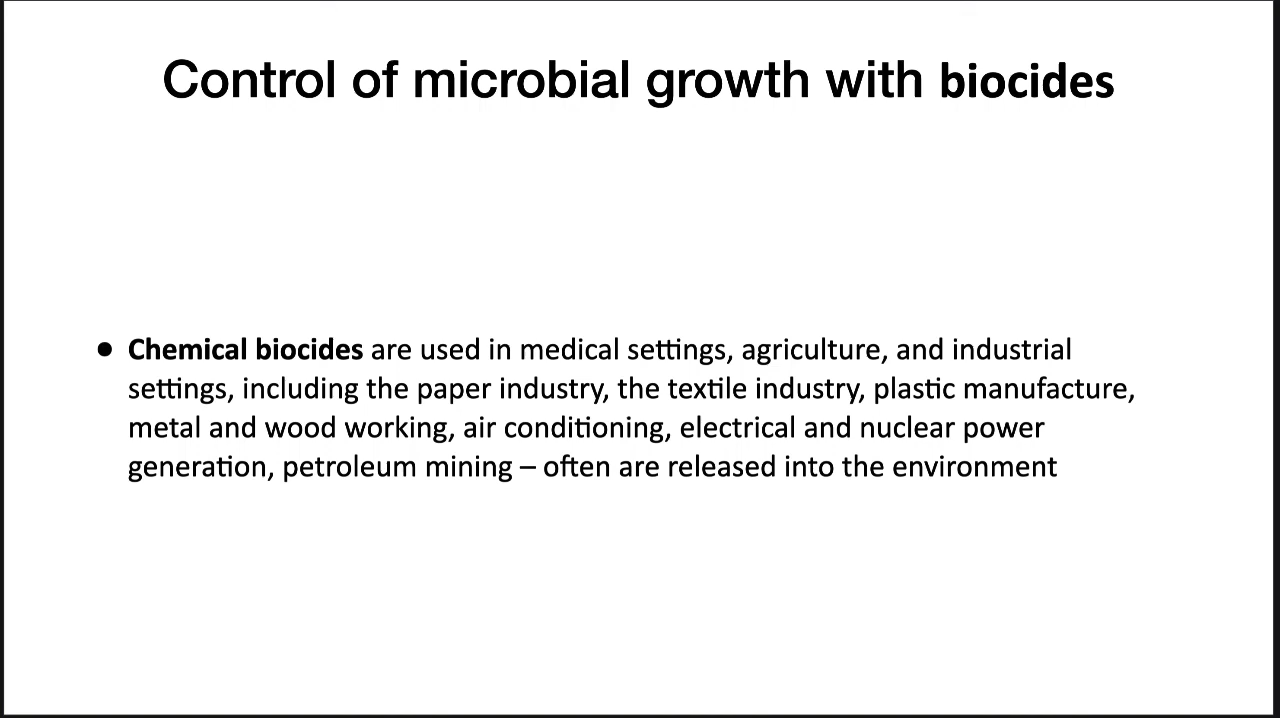 Control of microbial growth with biocides
● Chemical biocides are used in medical settings, agriculture, and industrial
settings, including the paper industry, the textile industry, plastic manufacture,
metal and wood working, air conditioning, electrical and nuclear power
generation, petroleum mining – often are released into the environment